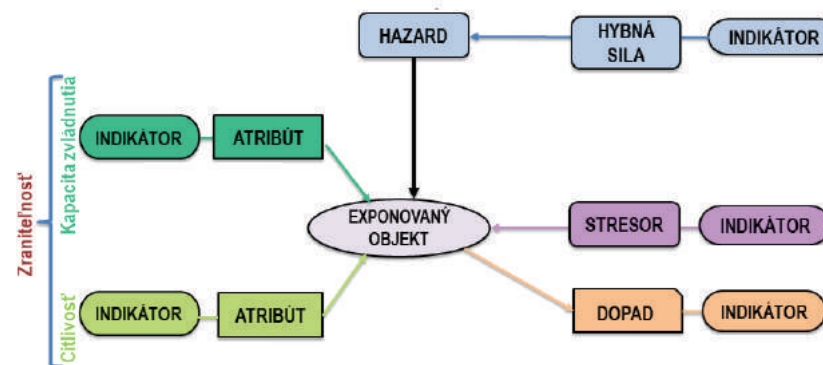 HAZARD
HYBNÁ
SILA
INDIKÁTOR
Zraniteľnosť
Kapacita zvládnutia
INDIKÁTOR
ATRIBÚT
EXPONOVANÝ
OBJEKT
STRESOR
INDIKÁTOR
Citlivosť
INDIKÁTOR
ATRIBÚT
DOPAD
INDIKÁTOR